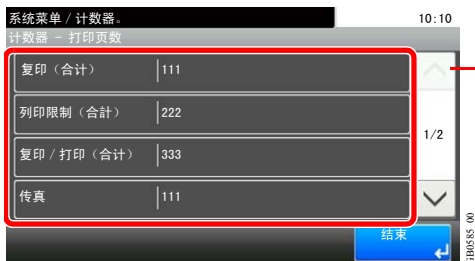 系统菜单 / 计数器。
10:10
计数器 - 打印页数
复印（合计） 111
列印限制（合計） 222
1/2
复印 / 打印（合计） 333
传真 111
结束
GB0585_00